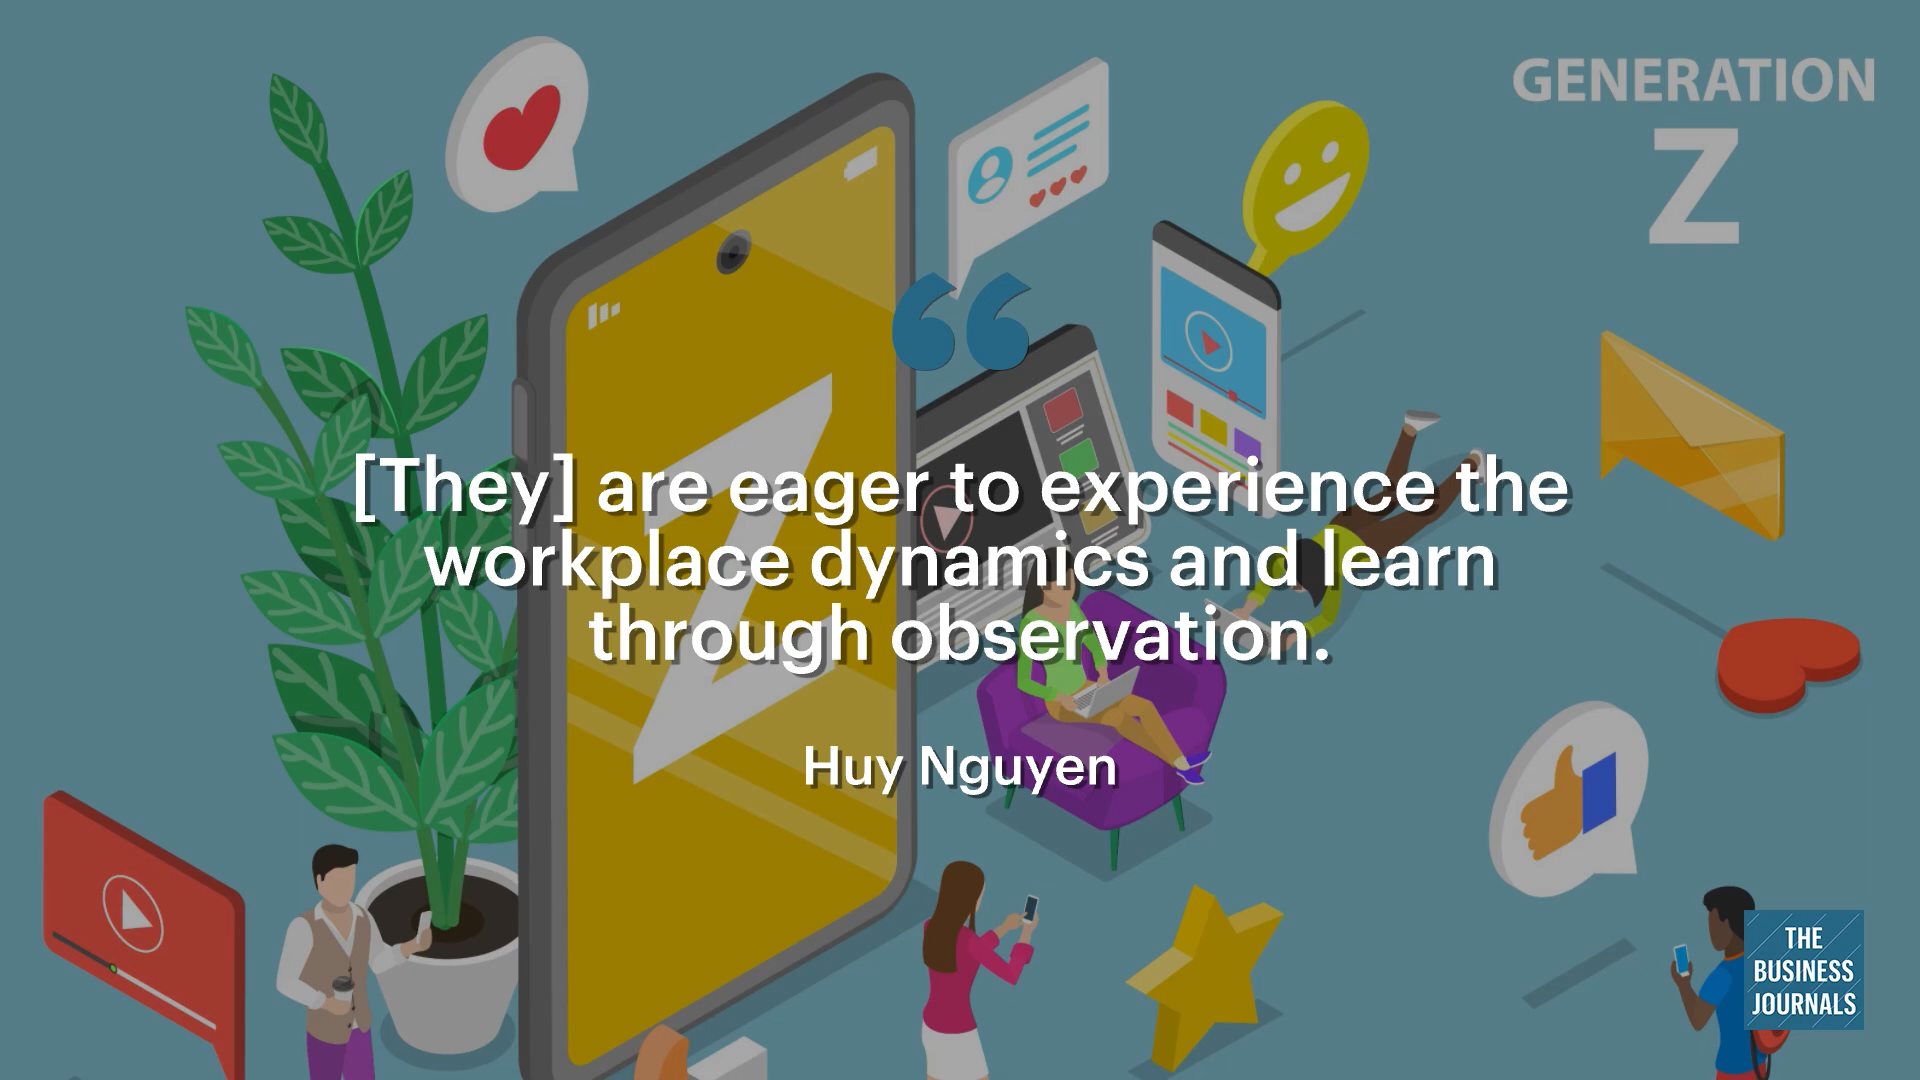 GENERATION
Z
“
Z
[They] are eager to experience the
workplace dynamics and learn
through observation.
Huy Nguyen
THE
BUSINESS
JOURNALS